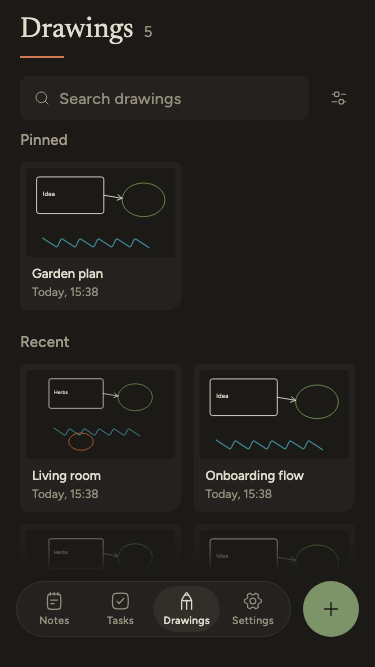 Drawings 5
Search drawings
Pinned
Idea
Garden plan
Today, 15:38
Recent
Herbs
Idea
Living room
Onboarding flow
Today, 15:38
Today, 15:38
Herbs
Idea
Notes
Tasks
Drawings
Settings